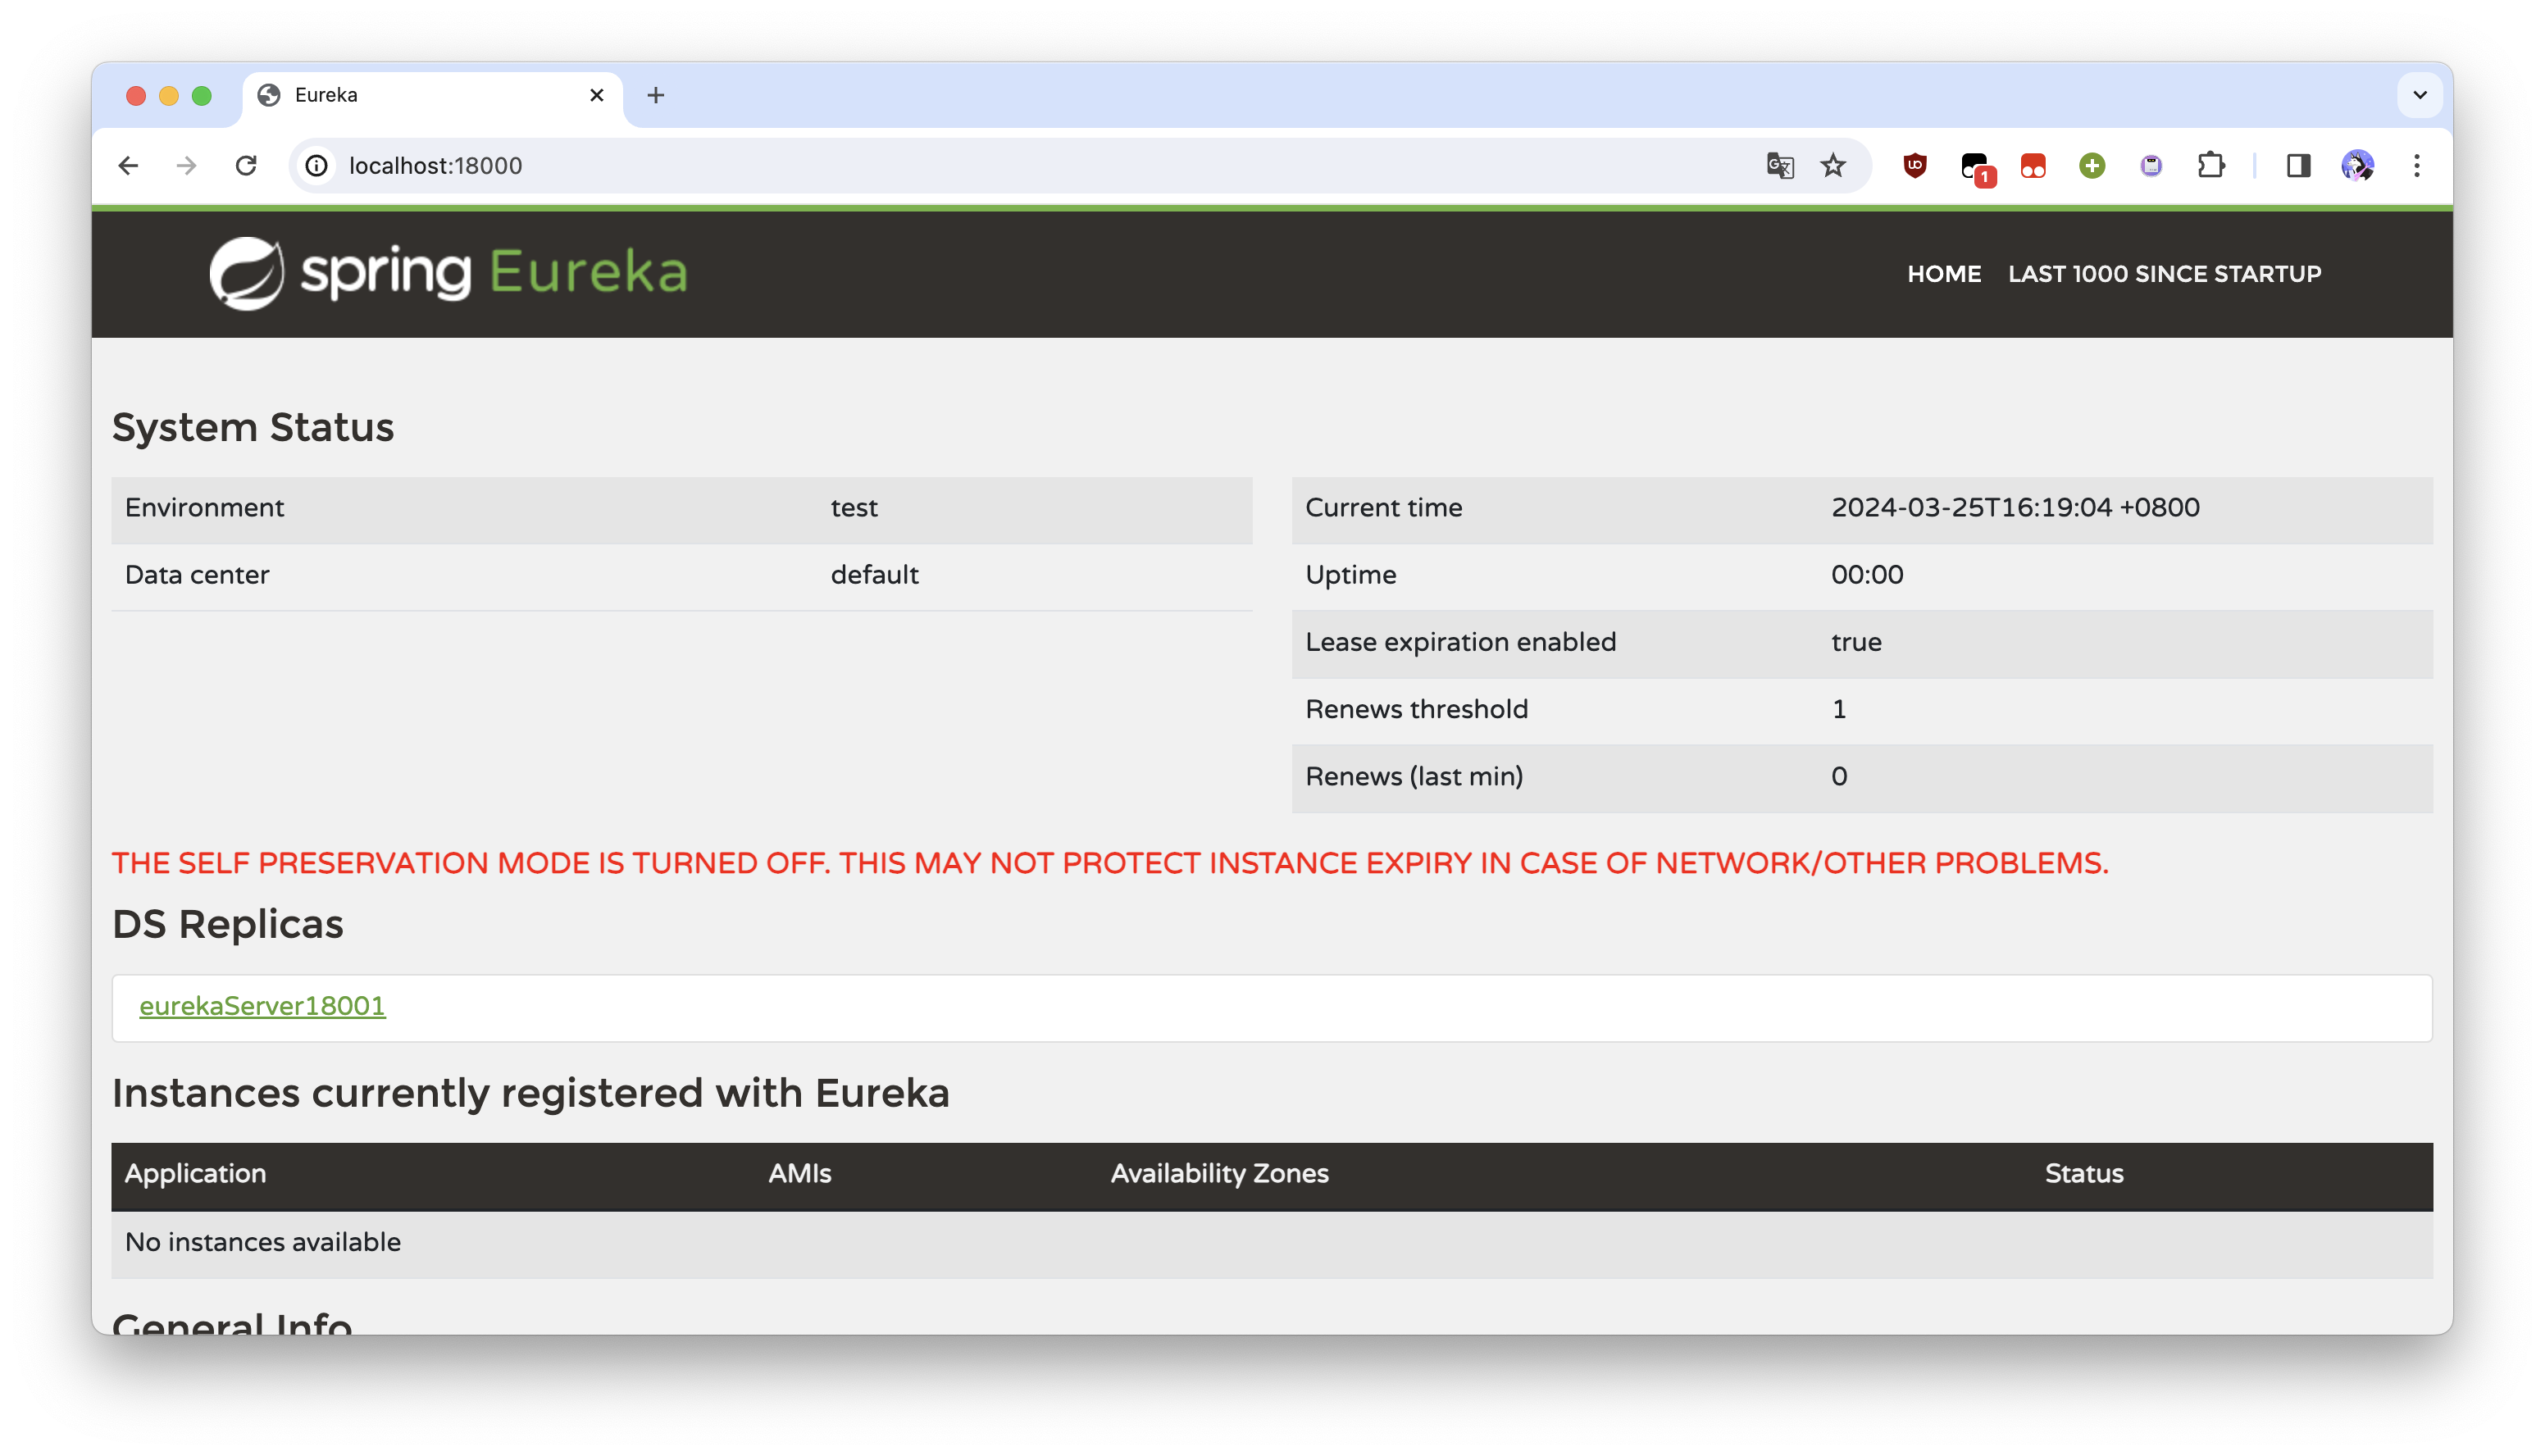 Eureka
localhost:18000
1
spring Eureka
HOME LAST 1000 SINCE STARTUP
System Status
Environment test
Data center default
Current time 2024-03-25T16:19:04 +0800
Uptime 00:00
Lease expiration enabled true
Renews threshold 1
Renews (last min) 0
THE SELF PRESERVATION MODE IS TURNED OFF. THIS MAY NOT PROTECT INSTANCE EXPIRY IN CASE OF NETWORK/OTHER PROBLEMS.
DS Replicas
eurekaServer18001
Instances currently registered with Eureka
Application AMIs Availability Zones Status
No instances available
General Info